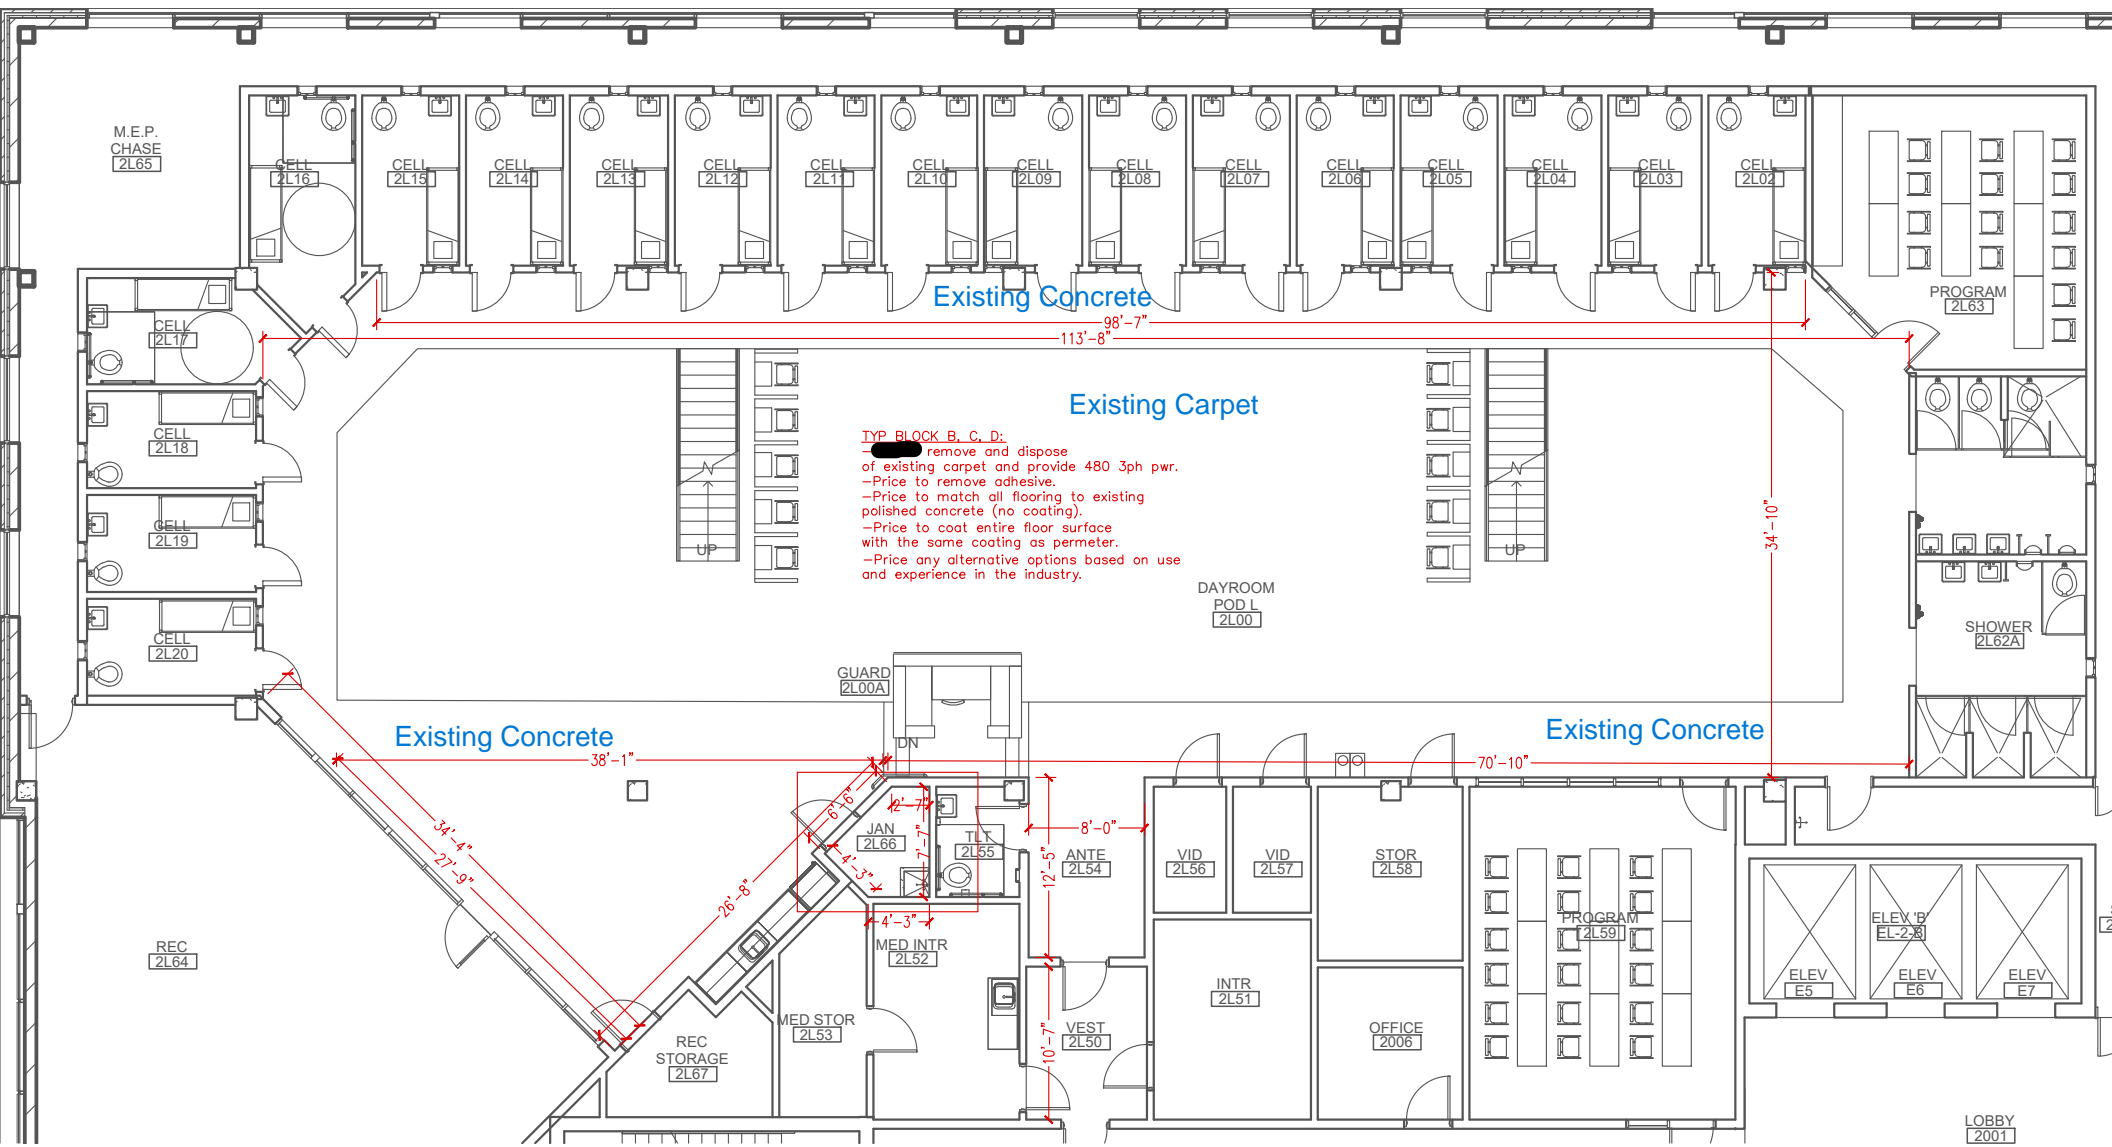 M.E.P.
CHASE
2L65
CELL
2L16
CELL
2L15
CELL
2L14
CELL
2L13
CELL
2L12
CELL
2L11
CELL
2L10
CELL
2L09
CELL
2L08
CELL
2L07
CELL
2L06
CELL
2L05
CELL
2L04
CELL
2L03
CELL
2L02
PROGRAM
2L63
Existing Concrete
98'-7"
113'-8"
CELL
2L17
CELL
2L18
CELL
2L19
CELL
2L20
Existing Carpet
TYP BLOCK B, C, D:
- remove and dispose
of existing carpet and provide 480 3ph pwr.
-Price to remove adhesive.
-Price to match all flooring to existing
polished concrete (no coating).
-Price to coat entire floor surface
with the same coating as permeter.
-Price any alternative options based on use
and experience in the industry.
UP
UP
34'-10"
DAYROOM
POD L
2L00
SHOWER
2L62A
GUARD
2L00A
DN
Existing Concrete
Existing Concrete
38'-1"
70'-10"
34'-4"
27'-9"
26'-8"
6'-6"
2'-7"
7'-7"
4'-3"
4'-3"
JAN
2L66
TLT
2L55
8'-0"
12'-5"
ANTE
2L54
VID
2L56
VID
2L57
STOR
2L58
PROGRAM
2L59
ELEV 'B'
EL-2-B
ELEV
E5
ELEV
E6
ELEV
E7
REC
2L64
MED INTR
2L52
MED STOR
2L53
REC
STORAGE
2L67
10'-7"
VEST
2L50
INTR
2L51
OFFICE
2006
LOBBY
2001